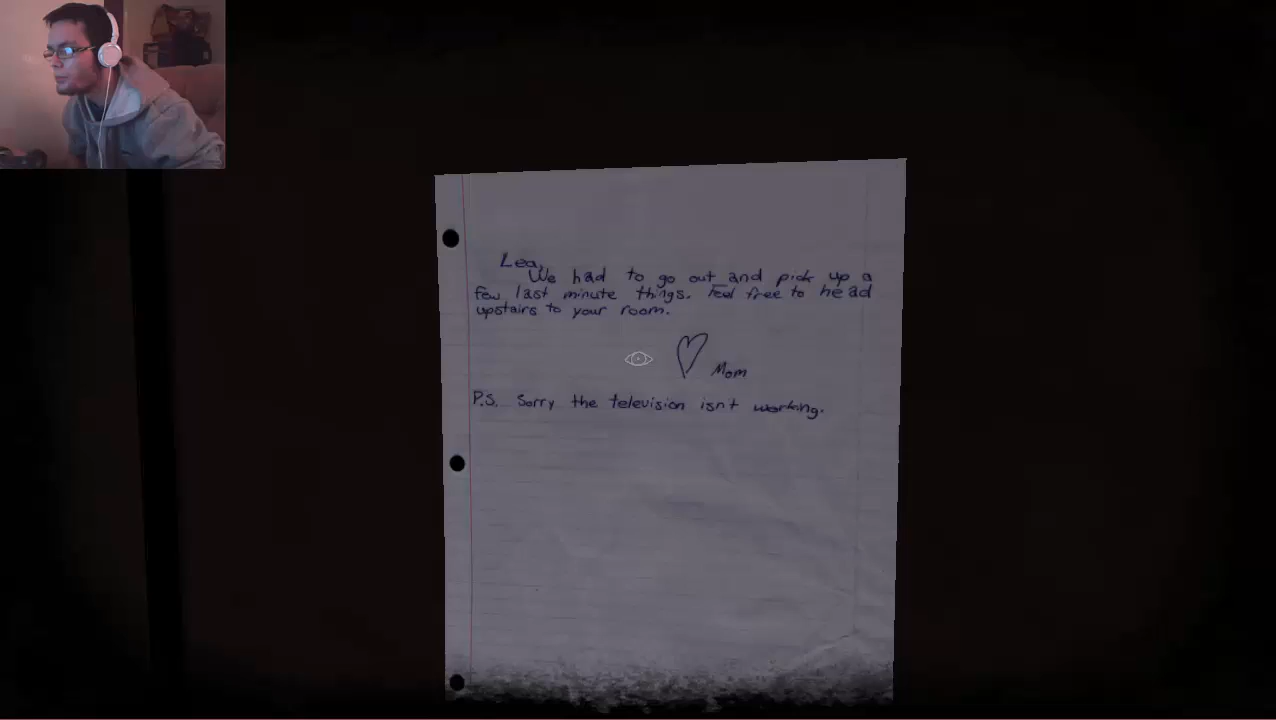 Lea,
We had to go out and pick up a
few last minute things. Feel free to head
upstairs to your room.
Mom
P.S. Sorry the television isn't working.